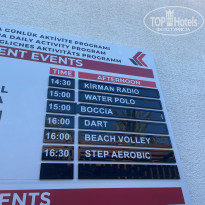 TOP Hotels
GÜNLÜK AKTİVİTE PROGRAMI
DAILY ACTIVITY PROGRAM
TÄGLICHES AKTIVITÄTS PROGRAMM
ENT EVENTS
TIME AFTERNOON
14:30 KIRMAN RADIO
15:00 WATER POLO
15:00 BOCCIA
16:00 DART
16:00 BEACH VOLLEY
16:30 STEP AEROBIC
ENTS